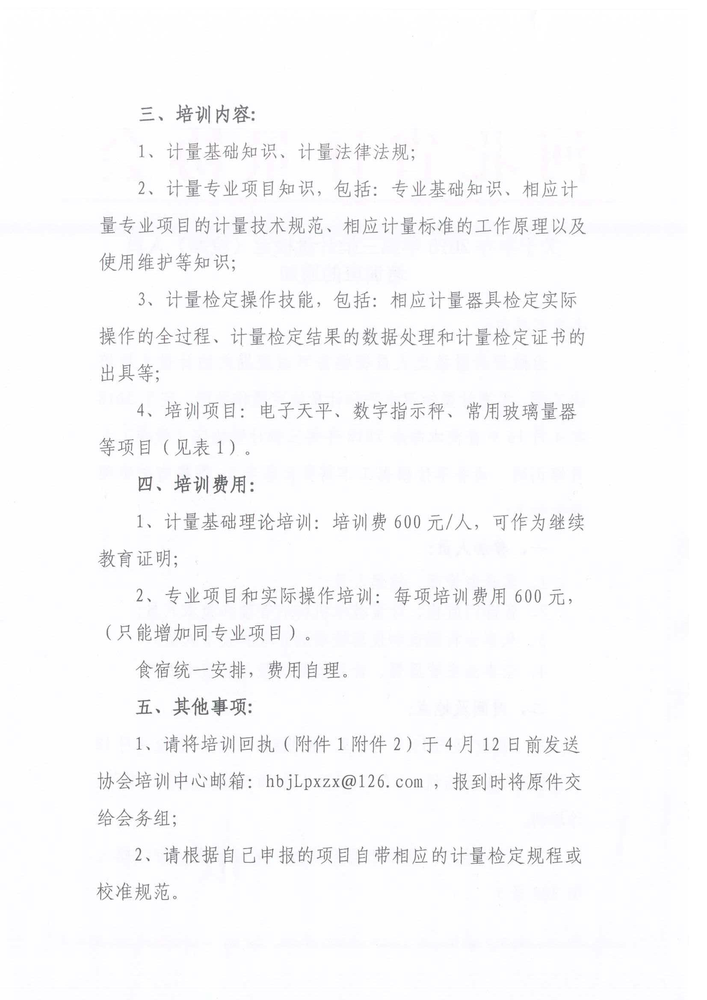 三、培训内容:
1、计量基础知识、计量法律法规;
2、计量专业项目知识，包括：专业基础知识、相应计
量专业项目的计量技术规范、相应计量标准的工作原理以及
使用维护等知识;
3、计量检定操作技能，包括：相应计量器具检定实际
操作的全过程、计量检定结果的数据处理和计量检定证书的
出具等;
4、培训项目：电子天平、数字指示秤、常用玻璃量器
等项目（见表1）。
四、培训费用:
1、计量基础理论培训：培训费600元/人，可作为继续
教育证明;
2、专业项目和实际操作培训：每项培训费用600元，
（只能增加同专业项目）。
食宿统一安排，费用自理。
五、其他事项:
1、请将培训回执（附件1附件2）于4月12日前发送
协会培训中心邮箱：hbjLpxzx@126.com ，报到时将原件交
给会务组;
2、请根据自己申报的项目自带相应的计量检定规程或
校准规范。